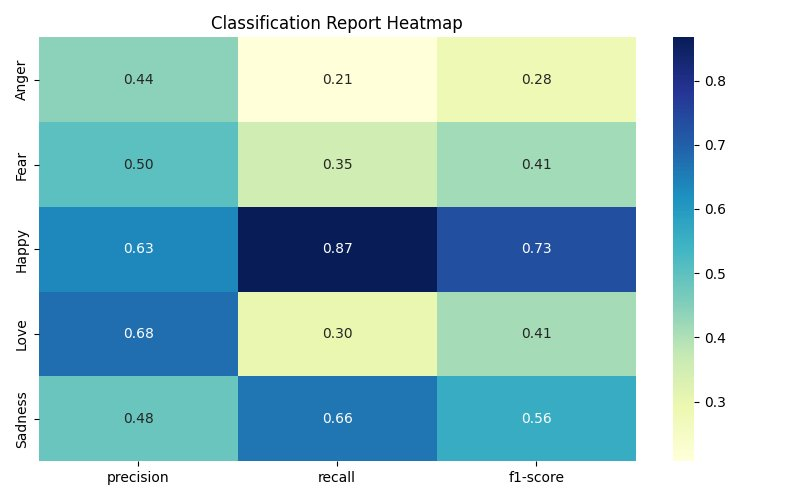 Classification Report Heatmap
Anger 0.44 0.21 0.28
Fear 0.50 0.35 0.41
Happy 0.63 0.87 0.73
Love 0.68 0.30 0.41
Sadness 0.48 0.66 0.56
precision recall f1-score
0.8
0.7
0.6
0.5
0.4
0.3